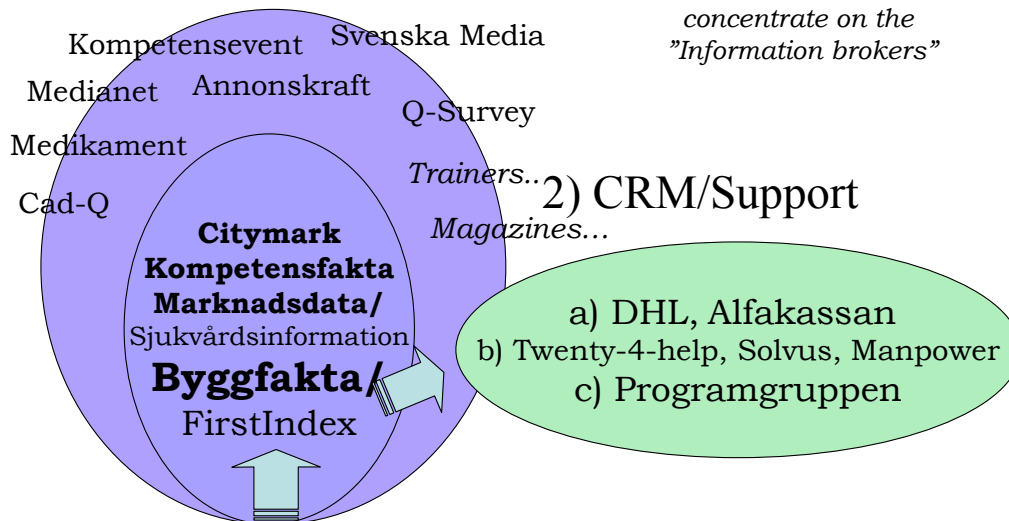 concentrate on the
”Information brokers”
Kompetensevent
Svenska Media
Medianet
Annonskraft
Q-Survey
Medikament
Trainers..
Cad-Q
Magazines...
2) CRM/Support
Citymark
Kompetensfakta
Marknadsdata/
Sjukvårdsinformation
Byggfakta/
FirstIndex
a) DHL, Alfakassan
b) Twenty-4-help, Solvus, Manpower
c) Programgruppen